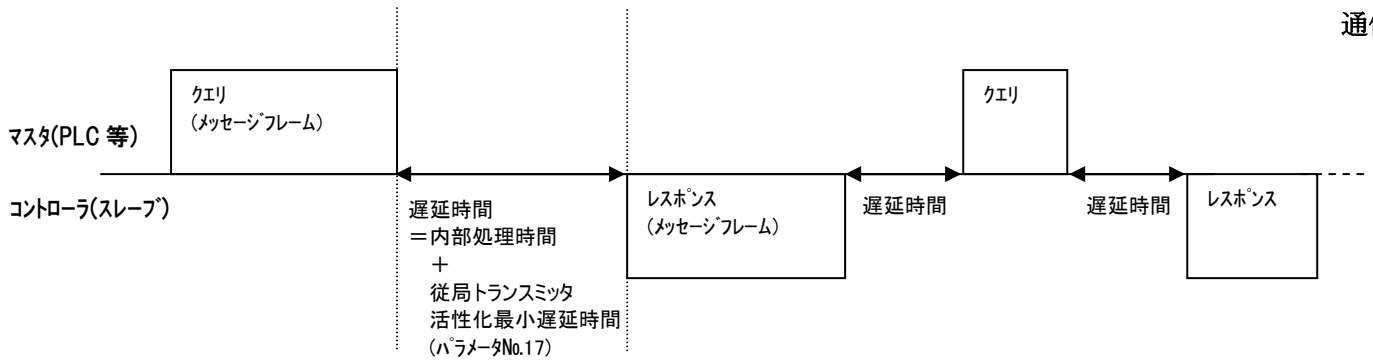 通
クエリ
(メッセージフレーム)
クエリ
マスタ(PLC 等)
コントローラ(スレーブ)
遅延時間
＝内部処理時間
＋
従局トランスミッタ
活性化最小遅延時間
(パラメータNo.17)
レスポンス
(メッセージフレーム)
遅延時間
遅延時間
レスポンス